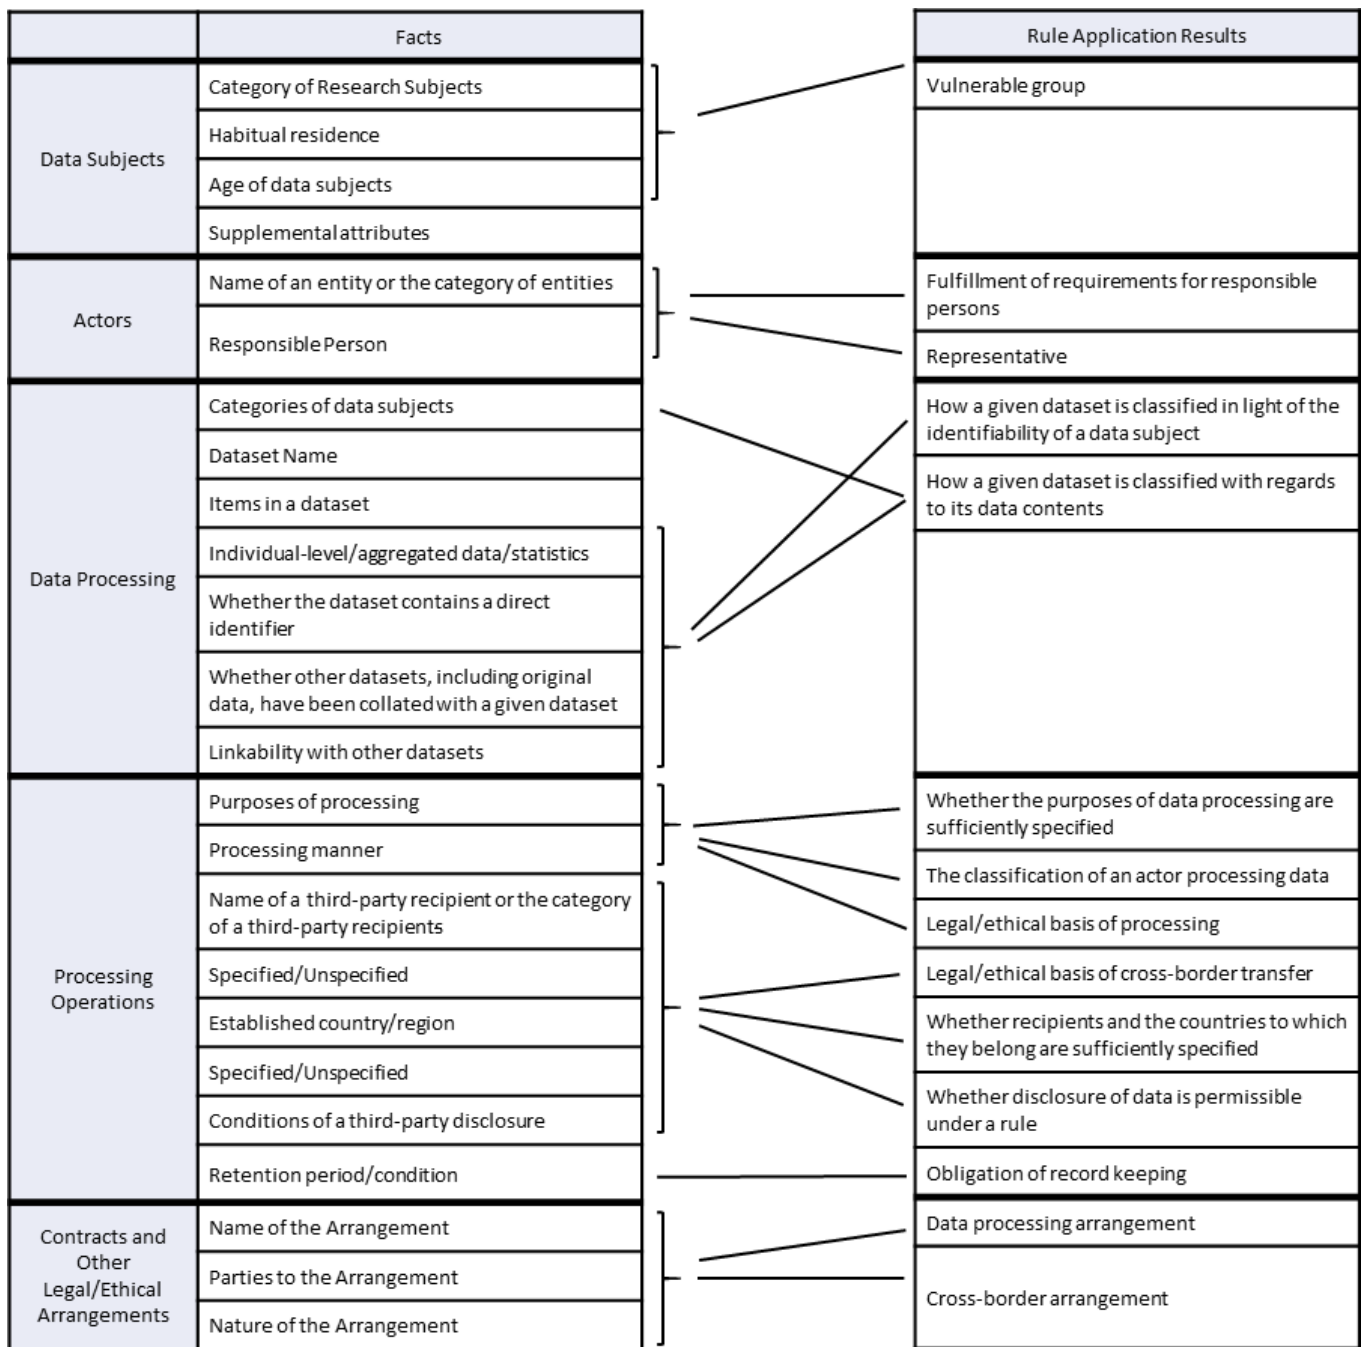 Facts
Rule Application Results
Data Subjects
Category of Research Subjects
Habitual residence
Age of data subjects
Supplemental attributes
Vulnerable group
Actors
Name of an entity or the category of entities
Responsible Person
Fulfillment of requirements for responsible
persons
Representative
Data Processing
Categories of data subjects
Dataset Name
Items in a dataset
Individual-level/aggregated data/statistics
Whether the dataset contains a direct
identifier
Whether other datasets, including original
data, have been collated with a given dataset
Linkability with other datasets
How a given dataset is classified in light of the
identifiability of a data subject
How a given dataset is classified with regards
to its data contents
Processing
Operations
Purposes of processing
Processing manner
Name of a third-party recipient or the category
of a third-party recipients
Specified/Unspecified
Established country/region
Specified/Unspecified
Conditions of a third-party disclosure
Retention period/condition
Whether the purposes of data processing are
sufficiently specified
The classification of an actor processing data
Legal/ethical basis of processing
Legal/ethical basis of cross-border transfer
Whether recipients and the countries to which
they belong are sufficiently specified
Whether disclosure of data is permissible
under a rule
Obligation of record keeping
Contracts and
Other
Legal/Ethical
Arrangements
Name of the Arrangement
Parties to the Arrangement
Nature of the Arrangement
Data processing arrangement
Cross-border arrangement